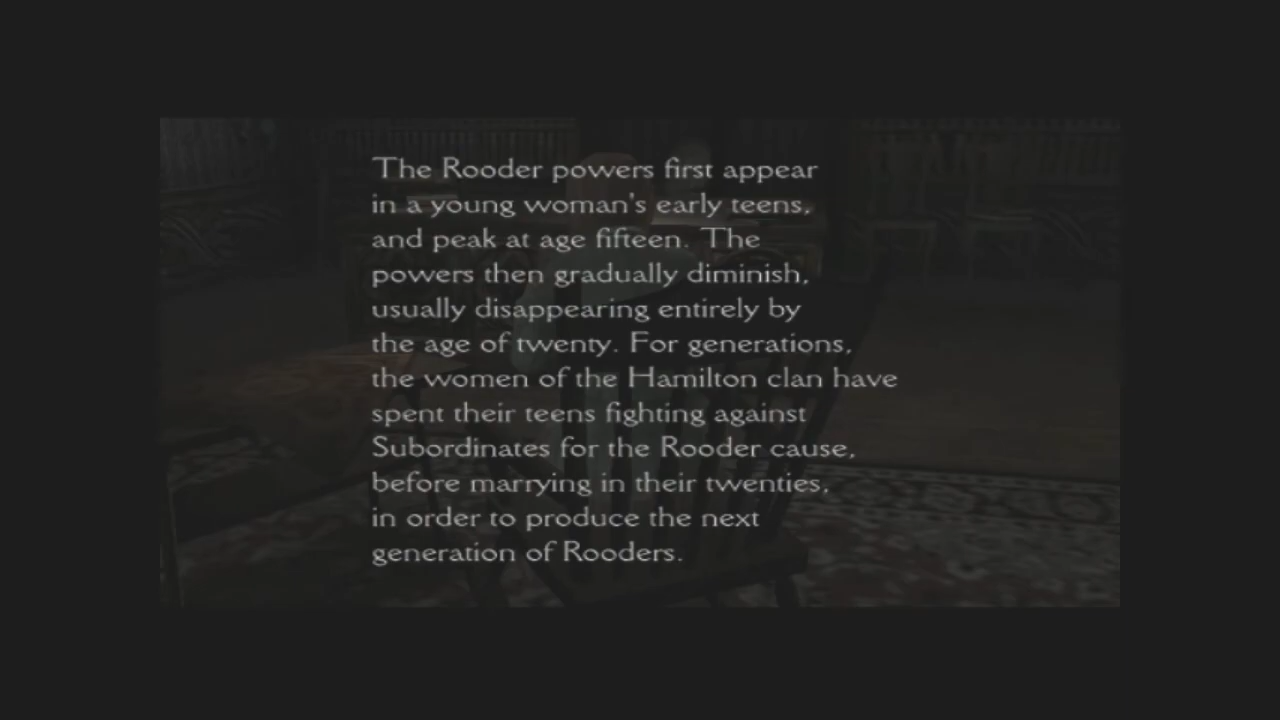 The Rooder powers first appear
in a young woman's early teens,
and peak at age fifteen. The
powers then gradually diminish,
usually disappearing entirely by
the age of twenty. For generations,
the women of the Hamilton clan have
spent their teens fighting against
Subordinates for the Rooder cause,
before marrying in their twenties,
in order to produce the next
generation of Rooders.